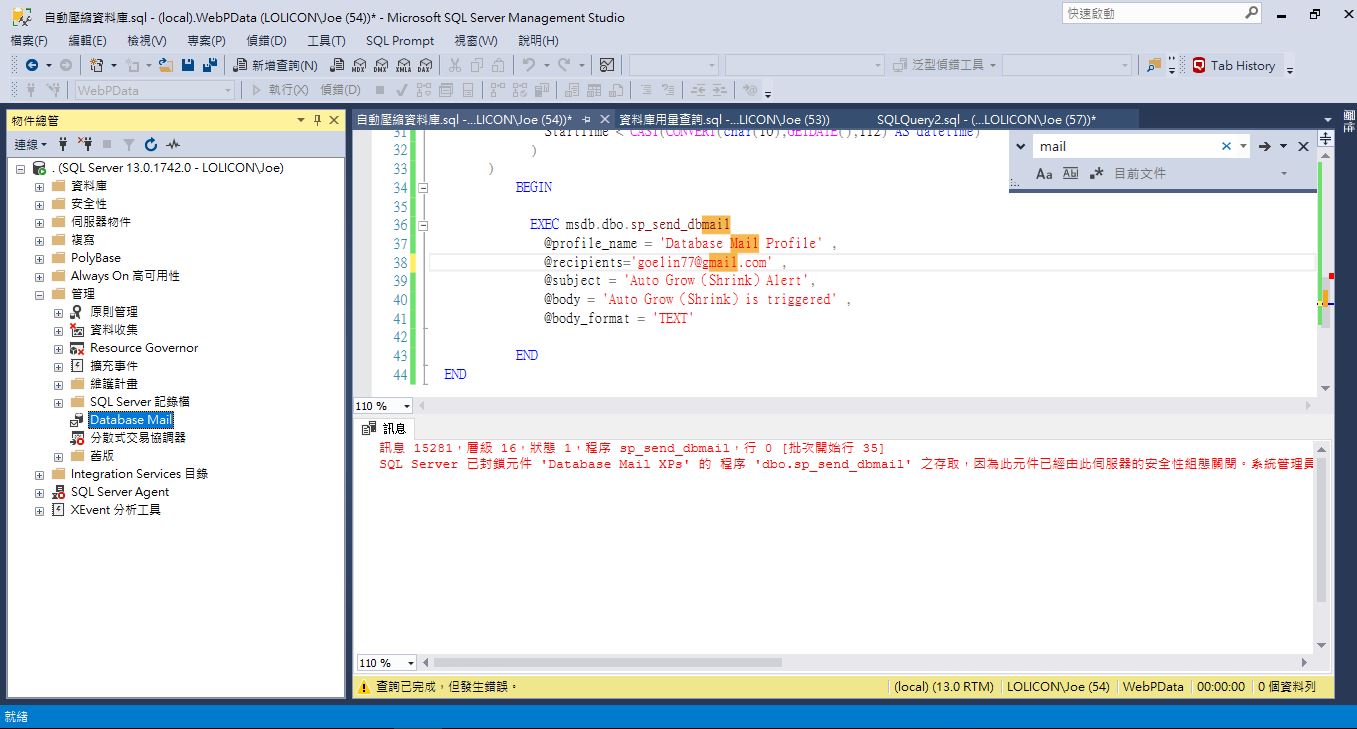 自動壓縮資料庫.sql - (local).WebPData (LOLICON\Joe (54))* - Microsoft SQL Server Management Studio
快速啟動
檔案(F) 編輯(E) 檢視(V) 專案(P) 偵錯(D) 工具(T) SQL Prompt 視窗(W) 說明(H)
新增查詢(N) MDX DMX XMLA DAX 泛型偵錯工具 Tab History
WebPData 執行(X) 偵錯(D)
物件總管
連線
. (SQL Server 13.0.1742.0 - LOLICON\Joe)
資料庫
安全性
伺服器物件
複寫
PolyBase
Always On 高可用性
管理
原則管理
資料收集
Resource Governor
擴充事件
維護計畫
SQL Server 記錄檔
Database Mail
分散式交易協調器
舊版
Integration Services 目錄
SQL Server Agent
XEvent 分析工具
自動壓縮資料庫.sql -...LICON\Joe (54))* 資料庫用量查詢.sql -...LICON\Joe (53)) SQLQuery2.sql - (...LOLICON\Joe (57))*
mail
Aa Abl 目前文件
31 StartTime < CAST(CONVERT(char(10),GETDATE(),112) AS datetime)
32 )
33 )
34 BEGIN
35
36 EXEC msdb.dbo.sp_send_dbmail
37 @profile_name = 'Database Mail Profile' ,
38 @recipients='goelin77@gmail.com' ,
39 @subject = 'Auto Grow（Shrink）Alert',
40 @body = 'Auto Grow（Shrink）is triggered' ,
41 @body_format = 'TEXT'
42
43 END
44 END
110 %
訊息
訊息 15281，層級 16，狀態 1，程序 sp_send_dbmail，行 0 [批次開始行 35]
SQL Server 已封鎖元件 'Database Mail XPs' 的 程序 'dbo.sp_send_dbmail' 之存取，因為此元件已經由此伺服器的安全性組態關閉。系統管理員
110 %
查詢已完成，但發生錯誤。 (local) (13.0 RTM) LOLICON\Joe (54) WebPData 00:00:00 0 個資料列
就緒